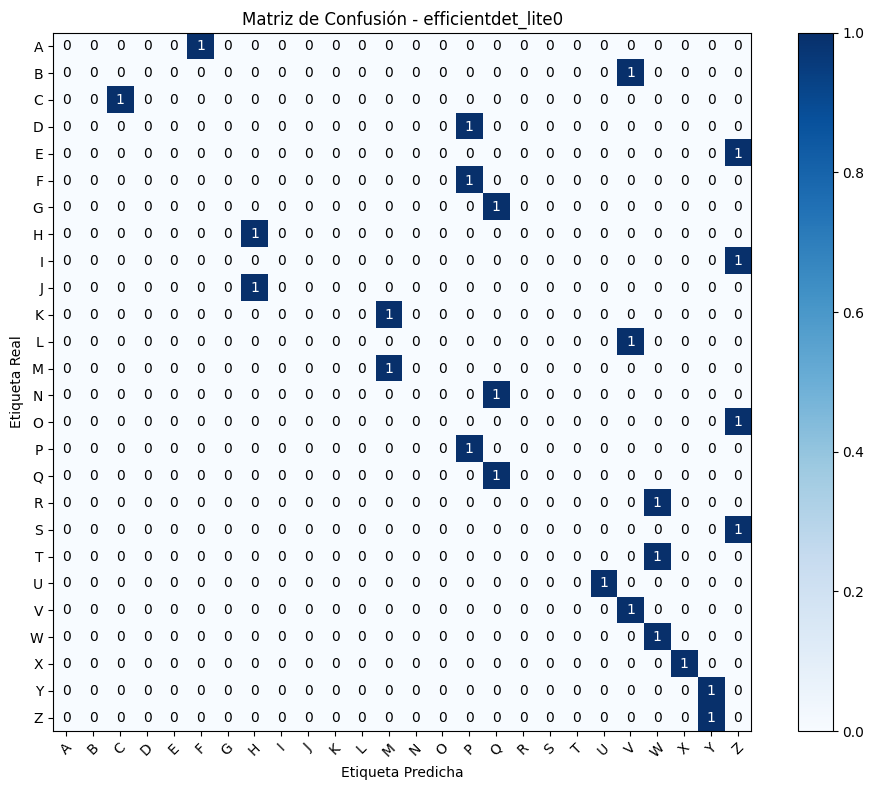 Matriz de Confusión - efficientdet_lite0
A 0 0 0 0 0 1 0 0 0 0 0 0 0 0 0 0 0 0 0 0 0 0 0 0 0 0
B 0 0 0 0 0 0 0 0 0 0 0 0 0 0 0 0 0 0 0 0 0 1 0 0 0 0
C 0 0 1 0 0 0 0 0 0 0 0 0 0 0 0 0 0 0 0 0 0 0 0 0 0 0
D 0 0 0 0 0 0 0 0 0 0 0 0 0 0 0 1 0 0 0 0 0 0 0 0 0 0
E 0 0 0 0 0 0 0 0 0 0 0 0 0 0 0 0 0 0 0 0 0 0 0 0 0 1
F 0 0 0 0 0 0 0 0 0 0 0 0 0 0 0 1 0 0 0 0 0 0 0 0 0 0
G 0 0 0 0 0 0 0 0 0 0 0 0 0 0 0 0 1 0 0 0 0 0 0 0 0 0
H 0 0 0 0 0 0 0 1 0 0 0 0 0 0 0 0 0 0 0 0 0 0 0 0 0 0
I 0 0 0 0 0 0 0 0 0 0 0 0 0 0 0 0 0 0 0 0 0 0 0 0 0 1
J 0 0 0 0 0 0 0 1 0 0 0 0 0 0 0 0 0 0 0 0 0 0 0 0 0 0
K 0 0 0 0 0 0 0 0 0 0 0 0 1 0 0 0 0 0 0 0 0 0 0 0 0 0
L 0 0 0 0 0 0 0 0 0 0 0 0 0 0 0 0 0 0 0 0 0 1 0 0 0 0
M 0 0 0 0 0 0 0 0 0 0 0 0 1 0 0 0 0 0 0 0 0 0 0 0 0 0
N 0 0 0 0 0 0 0 0 0 0 0 0 0 0 0 0 1 0 0 0 0 0 0 0 0 0
O 0 0 0 0 0 0 0 0 0 0 0 0 0 0 0 0 0 0 0 0 0 0 0 0 0 1
P 0 0 0 0 0 0 0 0 0 0 0 0 0 0 0 1 0 0 0 0 0 0 0 0 0 0
Q 0 0 0 0 0 0 0 0 0 0 0 0 0 0 0 0 1 0 0 0 0 0 0 0 0 0
R 0 0 0 0 0 0 0 0 0 0 0 0 0 0 0 0 0 0 0 0 0 0 1 0 0 0
S 0 0 0 0 0 0 0 0 0 0 0 0 0 0 0 0 0 0 0 0 0 0 0 0 0 1
T 0 0 0 0 0 0 0 0 0 0 0 0 0 0 0 0 0 0 0 0 0 0 1 0 0 0
U 0 0 0 0 0 0 0 0 0 0 0 0 0 0 0 0 0 0 0 0 1 0 0 0 0 0
V 0 0 0 0 0 0 0 0 0 0 0 0 0 0 0 0 0 0 0 0 0 1 0 0 0 0
W 0 0 0 0 0 0 0 0 0 0 0 0 0 0 0 0 0 0 0 0 0 0 1 0 0 0
X 0 0 0 0 0 0 0 0 0 0 0 0 0 0 0 0 0 0 0 0 0 0 0 1 0 0
Y 0 0 0 0 0 0 0 0 0 0 0 0 0 0 0 0 0 0 0 0 0 0 0 0 1 0
Z 0 0 0 0 0 0 0 0 0 0 0 0 0 0 0 0 0 0 0 0 0 0 0 0 1 0
A B C D E F G H I J K L M N O P Q R S T U V W X Y Z
Etiqueta Predicha
Etiqueta Real
1.0
0.8
0.6
0.4
0.2
0.0